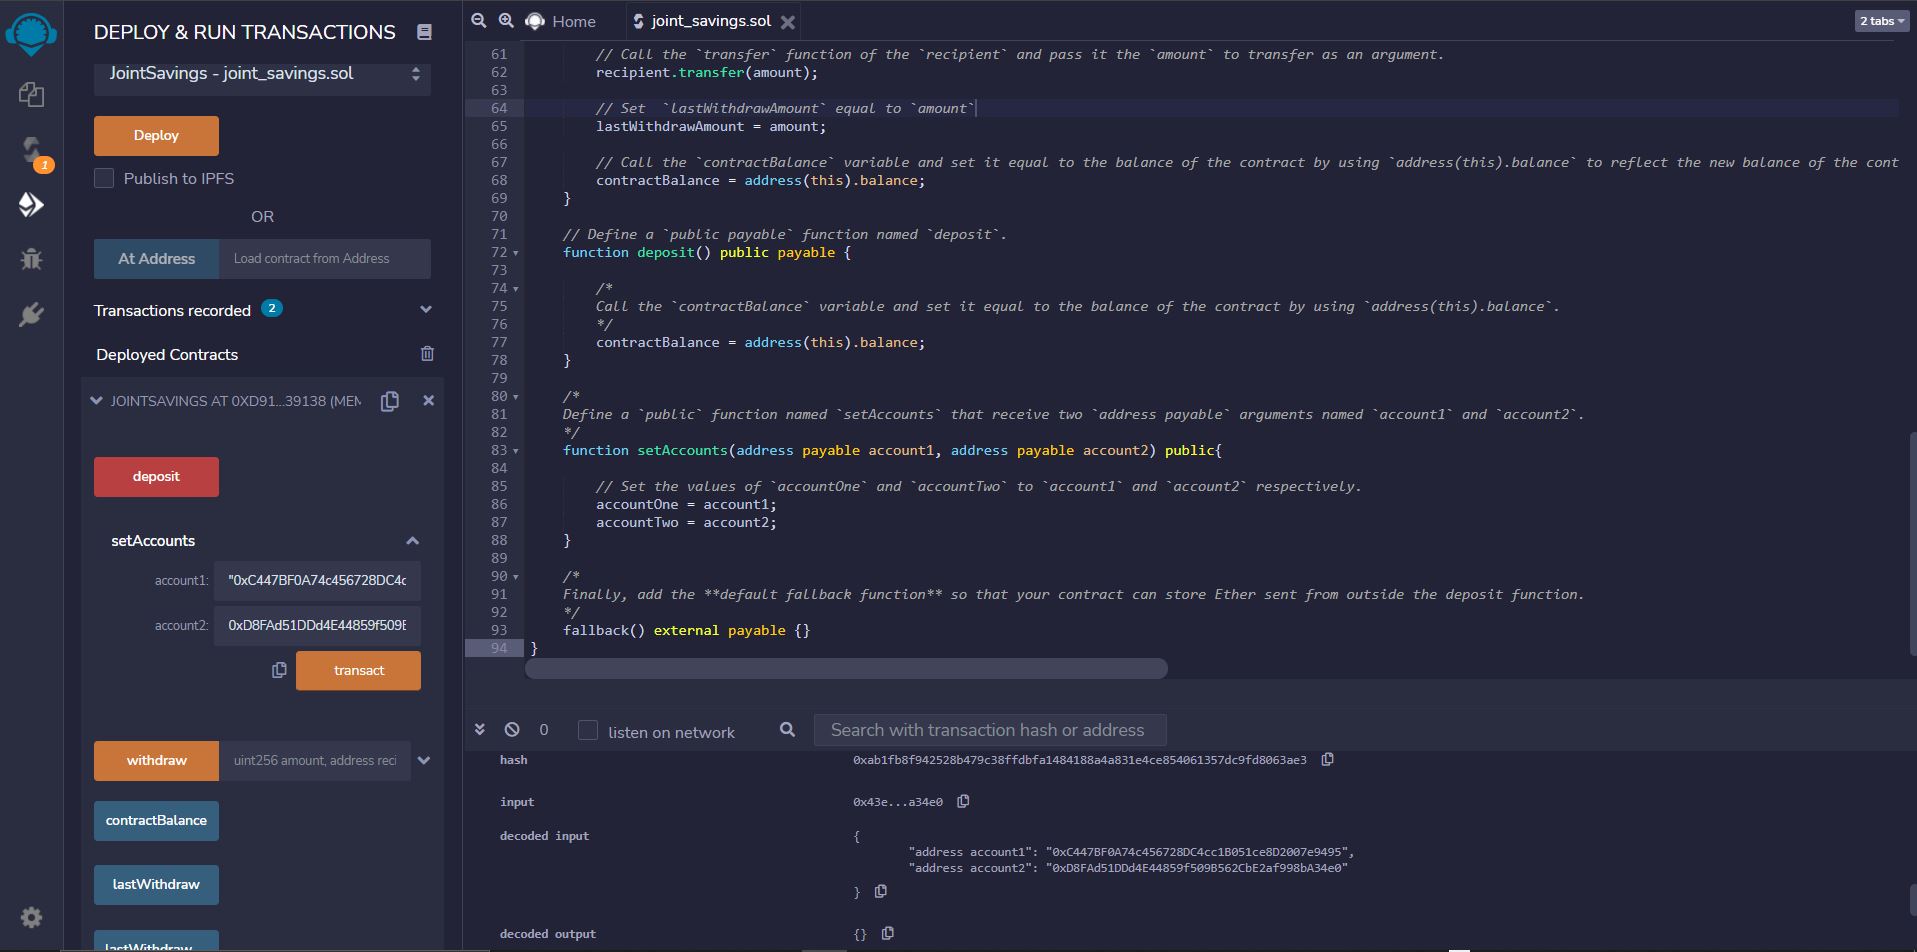 DEPLOY & RUN TRANSACTIONS
JointSavings - joint_savings.sol
Deploy
Publish to IPFS
OR
At Address
Load contract from Address
Transactions recorded 2
Deployed Contracts
JOINTSAVINGS AT 0XD91...39138 (MEM
deposit
setAccounts
account1: "0xC447BF0A74c456728DC4c
account2: 0xD8FAd51DDd4E44859f509B
transact
withdraw
uint256 amount, address reci
contractBalance
lastWithdraw
lastWithdraw
1
Home
joint_savings.sol
2 tabs
61 // Call the `transfer` function of the `recipient` and pass it the `amount` to transfer as an argument.
62 recipient.transfer(amount);
63
64 // Set  `lastWithdrawAmount` equal to `amount`
65 lastWithdrawAmount = amount;
66
67 // Call the `contractBalance` variable and set it equal to the balance of the contract by using `address(this).balance` to reflect the new balance of the cont
68 contractBalance = address(this).balance;
69 }
70
71 // Define a `public payable` function named `deposit`.
72 function deposit() public payable {
73
74 /*
75 Call the `contractBalance` variable and set it equal to the balance of the contract by using `address(this).balance`.
76 */
77 contractBalance = address(this).balance;
78 }
79
80 /*
81 Define a `public` function named `setAccounts` that receive two `address payable` arguments named `account1` and `account2`.
82 */
83 function setAccounts(address payable account1, address payable account2) public{
84
85 // Set the values of `accountOne` and `accountTwo` to `account1` and `account2` respectively.
86 accountOne = account1;
87 accountTwo = account2;
88 }
89
90 /*
91 Finally, add the **default fallback function** so that your contract can store Ether sent from outside the deposit function.
92 */
93 fallback() external payable {}
94 }
0
listen on network
Search with transaction hash or address
hash 0xab1fb8f942528b479c38ffdbfa1484188a4a831e4ce854061357dc9fd8063ae3
input 0x43e...a34e0
decoded input {
"address account1": "0xC447BF0A74c456728DC4cc1B051ce8D2007e9495",
"address account2": "0xD8FAd51DDd4E44859f509B562CbE2af998bA34e0"
}
decoded output {}